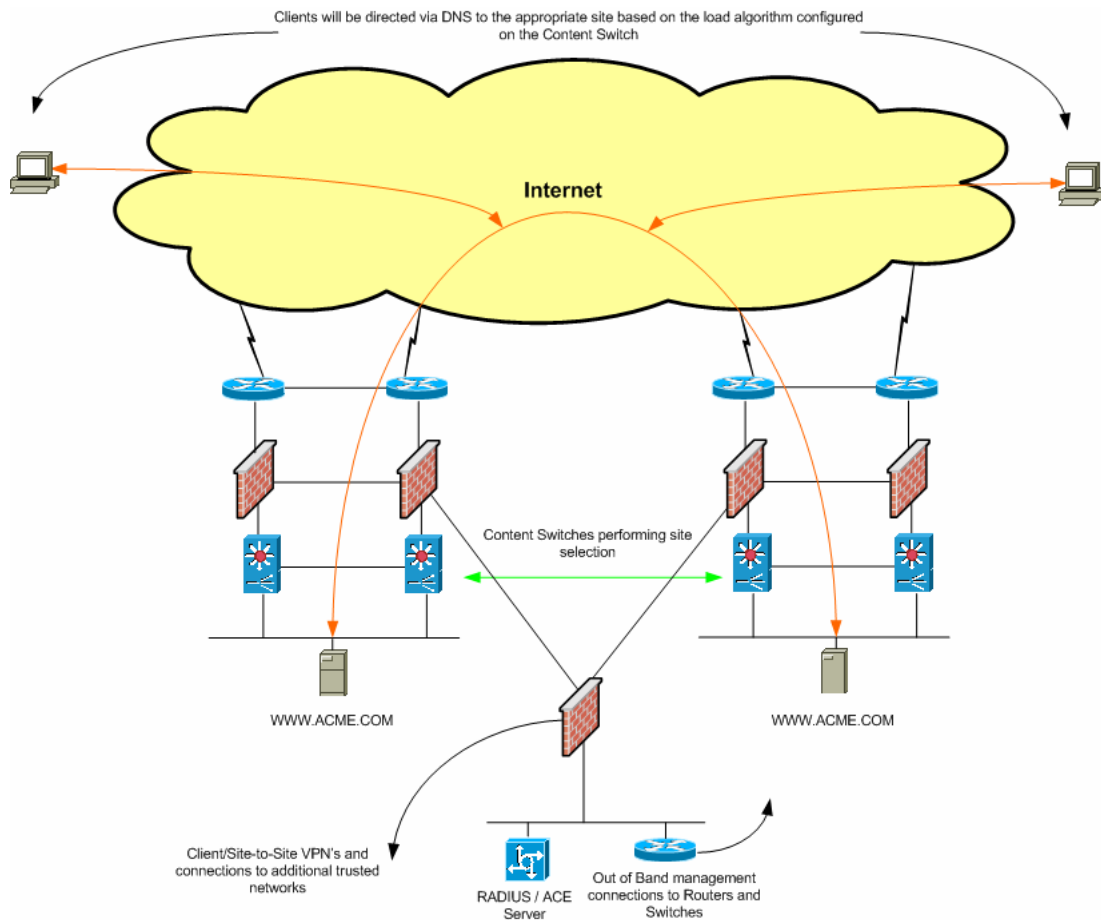 Clients will be directed via DNS to the appropriate site based on the load algorithm configured
on the Content Switch
Internet
Content Switches performing site
selection
WWW.ACME.COM
WWW.ACME.COM
Client/Site-to-Site VPN's and
connections to additional trusted
networks
RADIUS / ACE
Server
Out of Band management
connections to Routers and
Switches